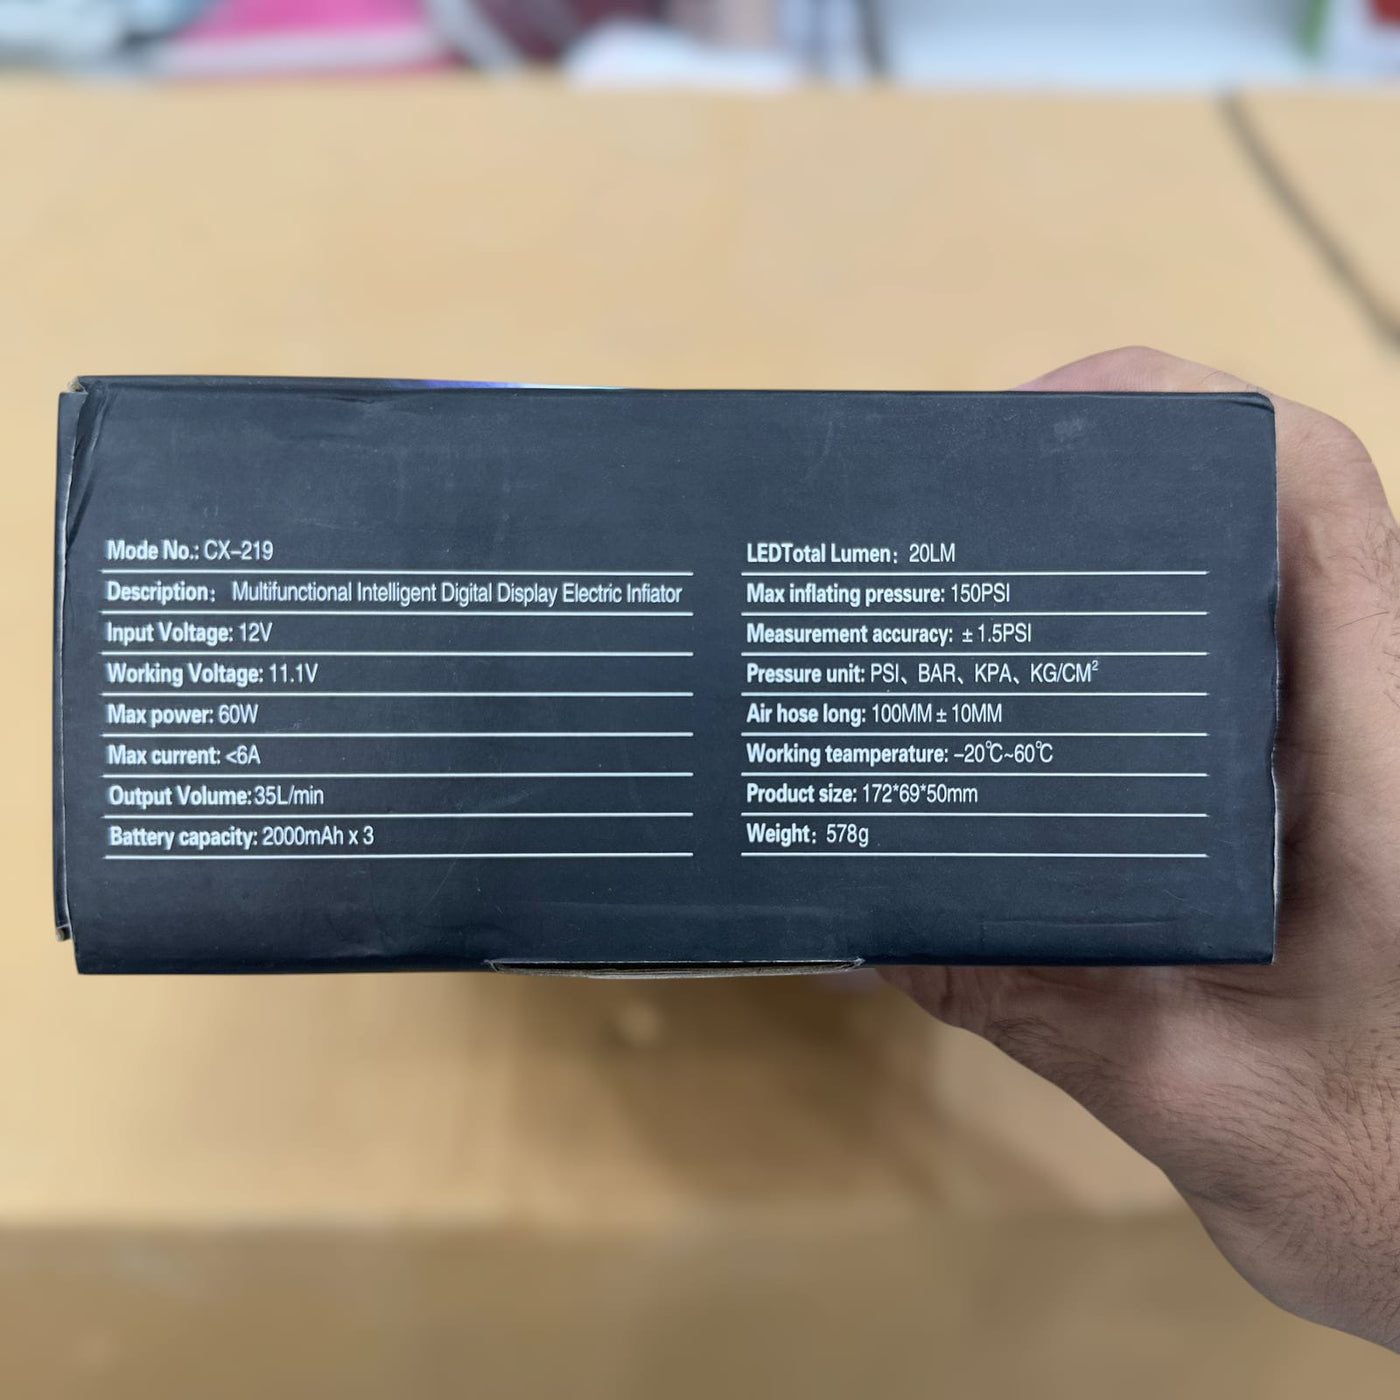 Mode No.: CX-219
Description: Multifunctional Intelligent Digital Display Electric Infiator
Input Voltage: 12V
Working Voltage: 11.1V
Max power: 60W
Max current: <6A
Output Volume:35L/min
Battery capacity: 2000mAh x 3
LEDTotal Lumen: 20LM
Max inflating pressure: 150PSI
Measurement accuracy: ±1.5PSI
Pressure unit: PSI、BAR、KPA、KG/CM²
Air hose long: 100MM±10MM
Working teamperature: -20℃~60℃
Product size: 172*69*50mm
Weight: 578g